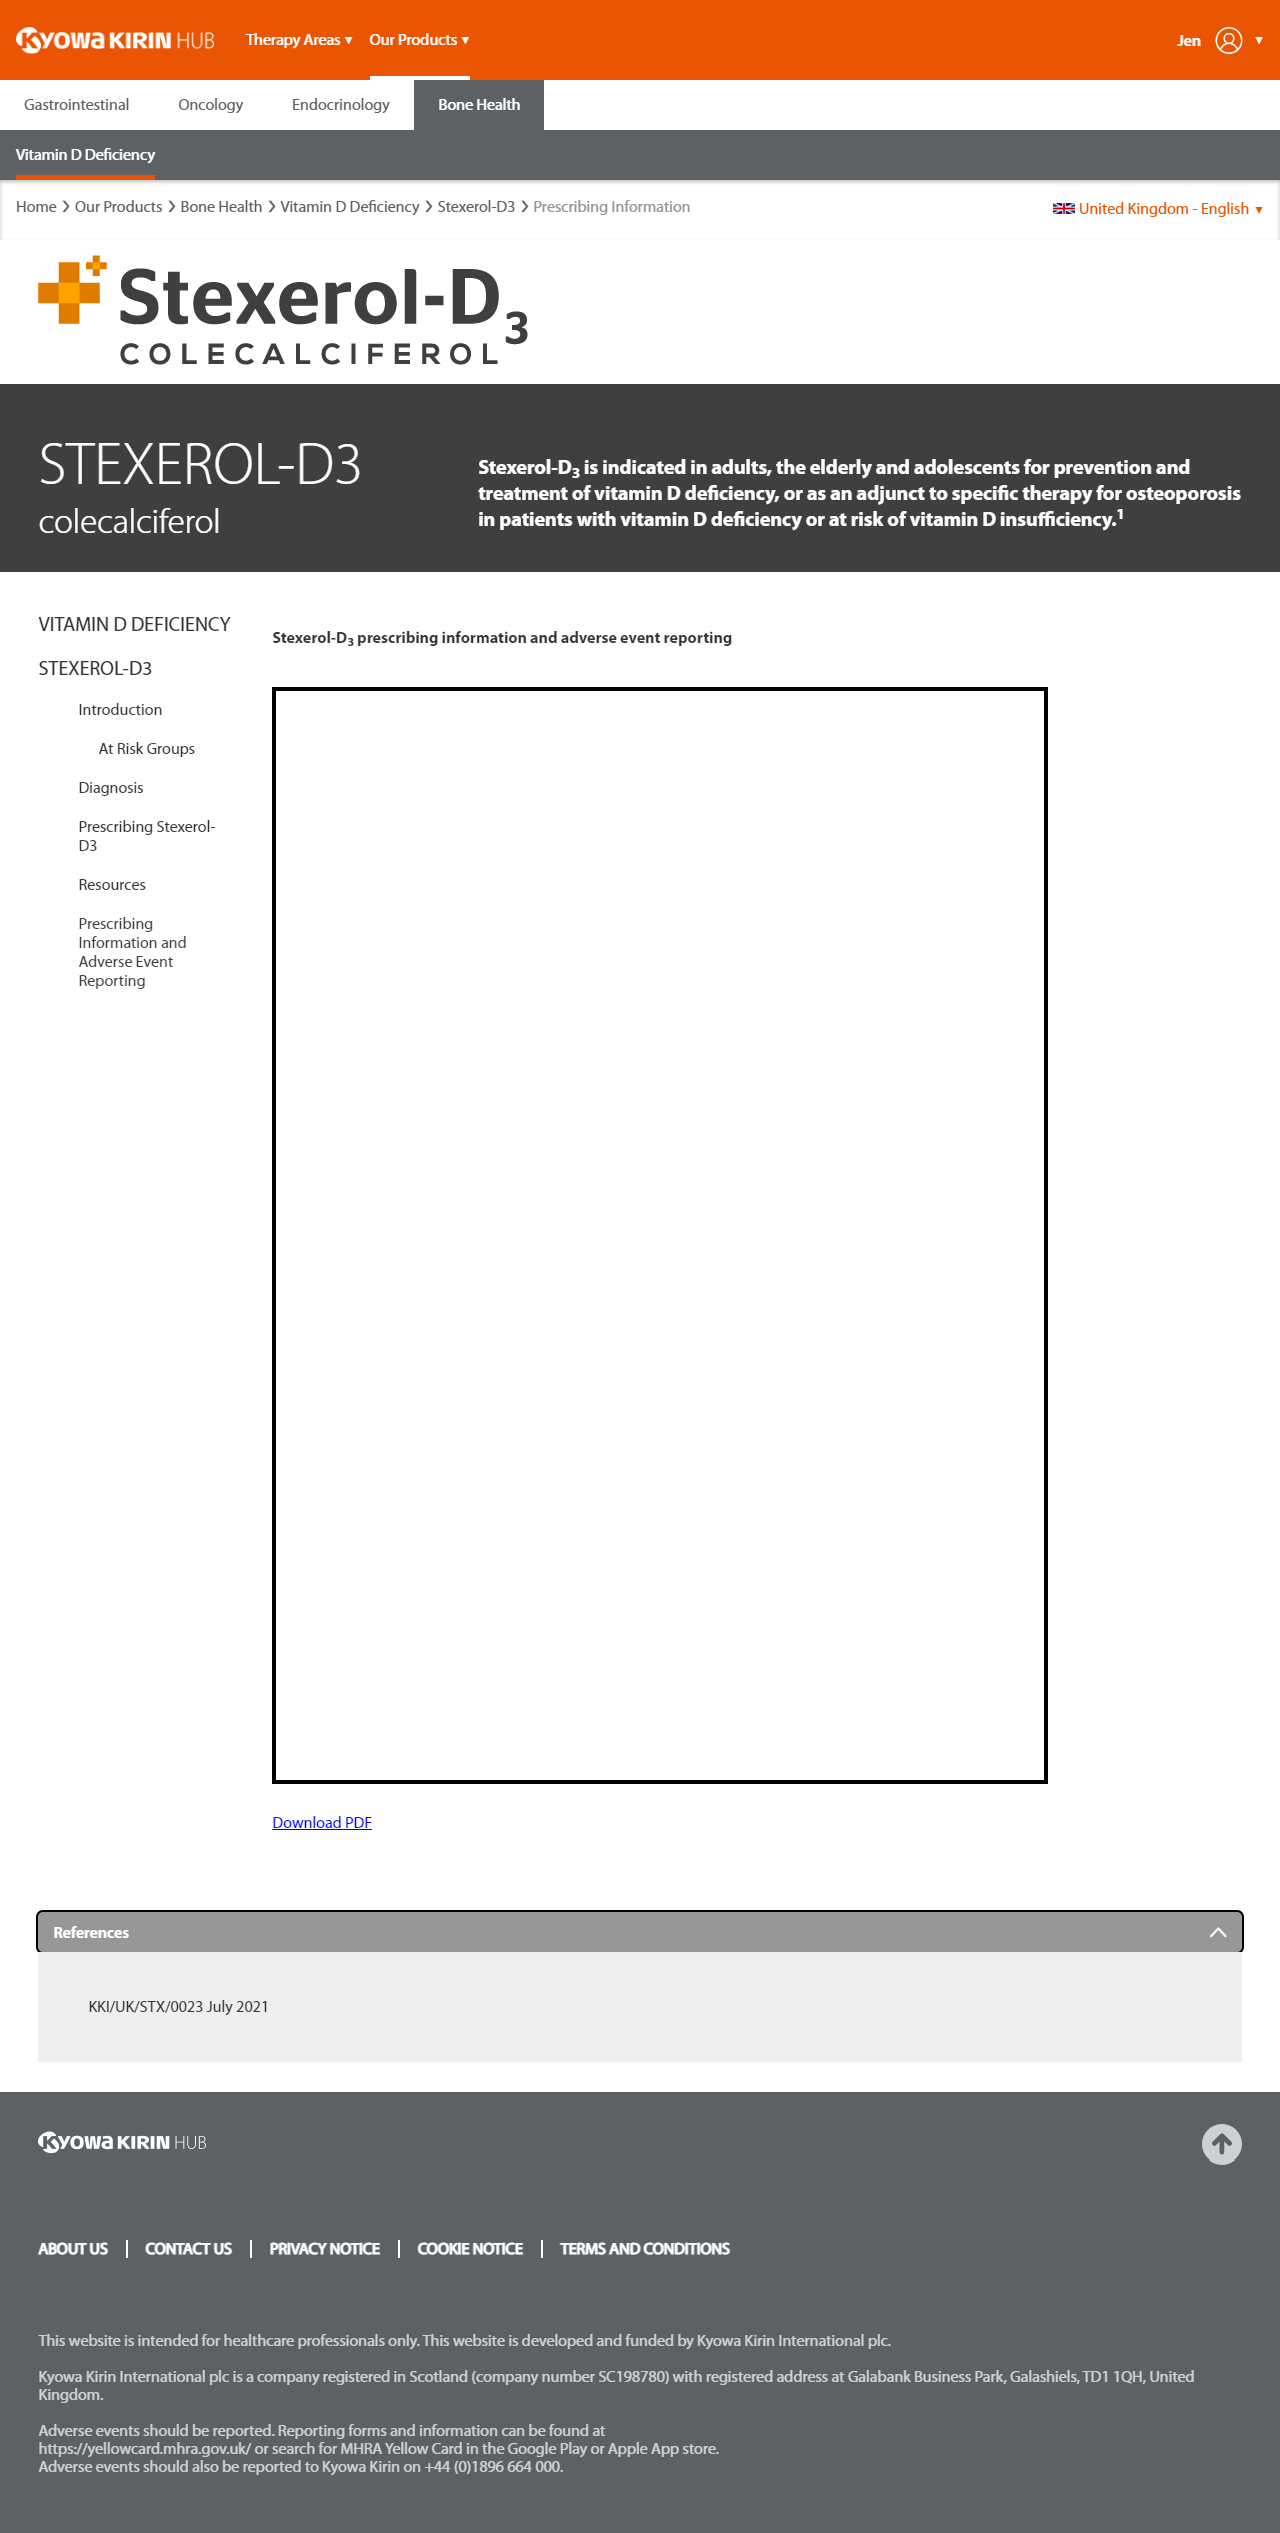 KYOWA KIRIN HUB Therapy Areas ▼ Our Products ▼ Jen ▼
Gastrointestinal Oncology Endocrinology Bone Health
Vitamin D Deficiency
Home > Our Products > Bone Health > Vitamin D Deficiency > Stexerol-D3 > Prescribing Information
United Kingdom - English ▼
Stexerol-D3
COLECALCIFEROL
STEXEROL-D3
colecalciferol
Stexerol-D3 is indicated in adults, the elderly and adolescents for prevention and
treatment of vitamin D deficiency, or as an adjunct to specific therapy for osteoporosis
in patients with vitamin D deficiency or at risk of vitamin D insufficiency.1
VITAMIN D DEFICIENCY
STEXEROL-D3
Introduction
At Risk Groups
Diagnosis
Prescribing Stexerol-
D3
Resources
Prescribing
Information and
Adverse Event
Reporting
Stexerol-D3 prescribing information and adverse event reporting
Download PDF
References
KKI/UK/STX/0023 July 2021
KYOWA KIRIN HUB
ABOUT US | CONTACT US | PRIVACY NOTICE | COOKIE NOTICE | TERMS AND CONDITIONS
This website is intended for healthcare professionals only. This website is developed and funded by Kyowa Kirin International plc.
Kyowa Kirin International plc is a company registered in Scotland (company number SC198780) with registered address at Galabank Business Park, Galashiels, TD1 1QH, United
Kingdom.
Adverse events should be reported. Reporting forms and information can be found at
https://yellowcard.mhra.gov.uk/ or search for MHRA Yellow Card in the Google Play or Apple App store.
Adverse events should also be reported to Kyowa Kirin on +44 (0)1896 664 000.